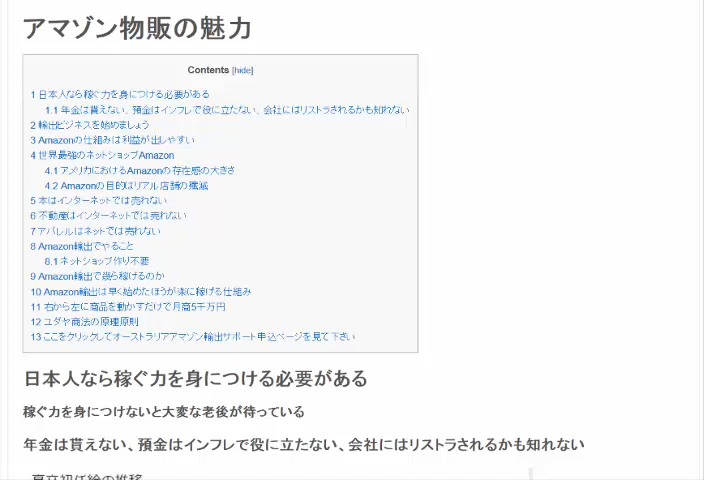 アマゾン物販の魅力
Contents [hide]
1 日本人なら稼ぐ力を身につける必要がある
1.1 年金は貰えない、預金はインフレで役に立たない、会社にはリストラされるかも知れない
2 輸出ビジネスを始めましょう
3 Amazonの仕組みは利益が出しやすい
4 世界最強のネットショップAmazon
4.1 アメリカにおけるAmazonの存在感の大きさ
4.2 Amazonの目的はリアル店舗の殲滅
5 本はインターネットでは売れない
6 不動産はインターネットでは売れない
7 アパレルはネットでは売れない
8 Amazon輸出でやること
8.1 ネットショップ作り不要
9 Amazon輸出で幾ら稼げるのか
10 Amazon輸出は早く始めたほうが楽に稼げる仕組み
11 右から左に商品を動かすだけで月商5千万円
12 ユダヤ商法の原理原則
13 ここをクリックしてオーストラリアアマゾン輸出サポート申込ページを見て下さい
日本人なら稼ぐ力を身につける必要がある
稼ぐ力を身につけないと大変な老後が待っている
年金は貰えない、預金はインフレで役に立たない、会社にはリストラされるかも知れない